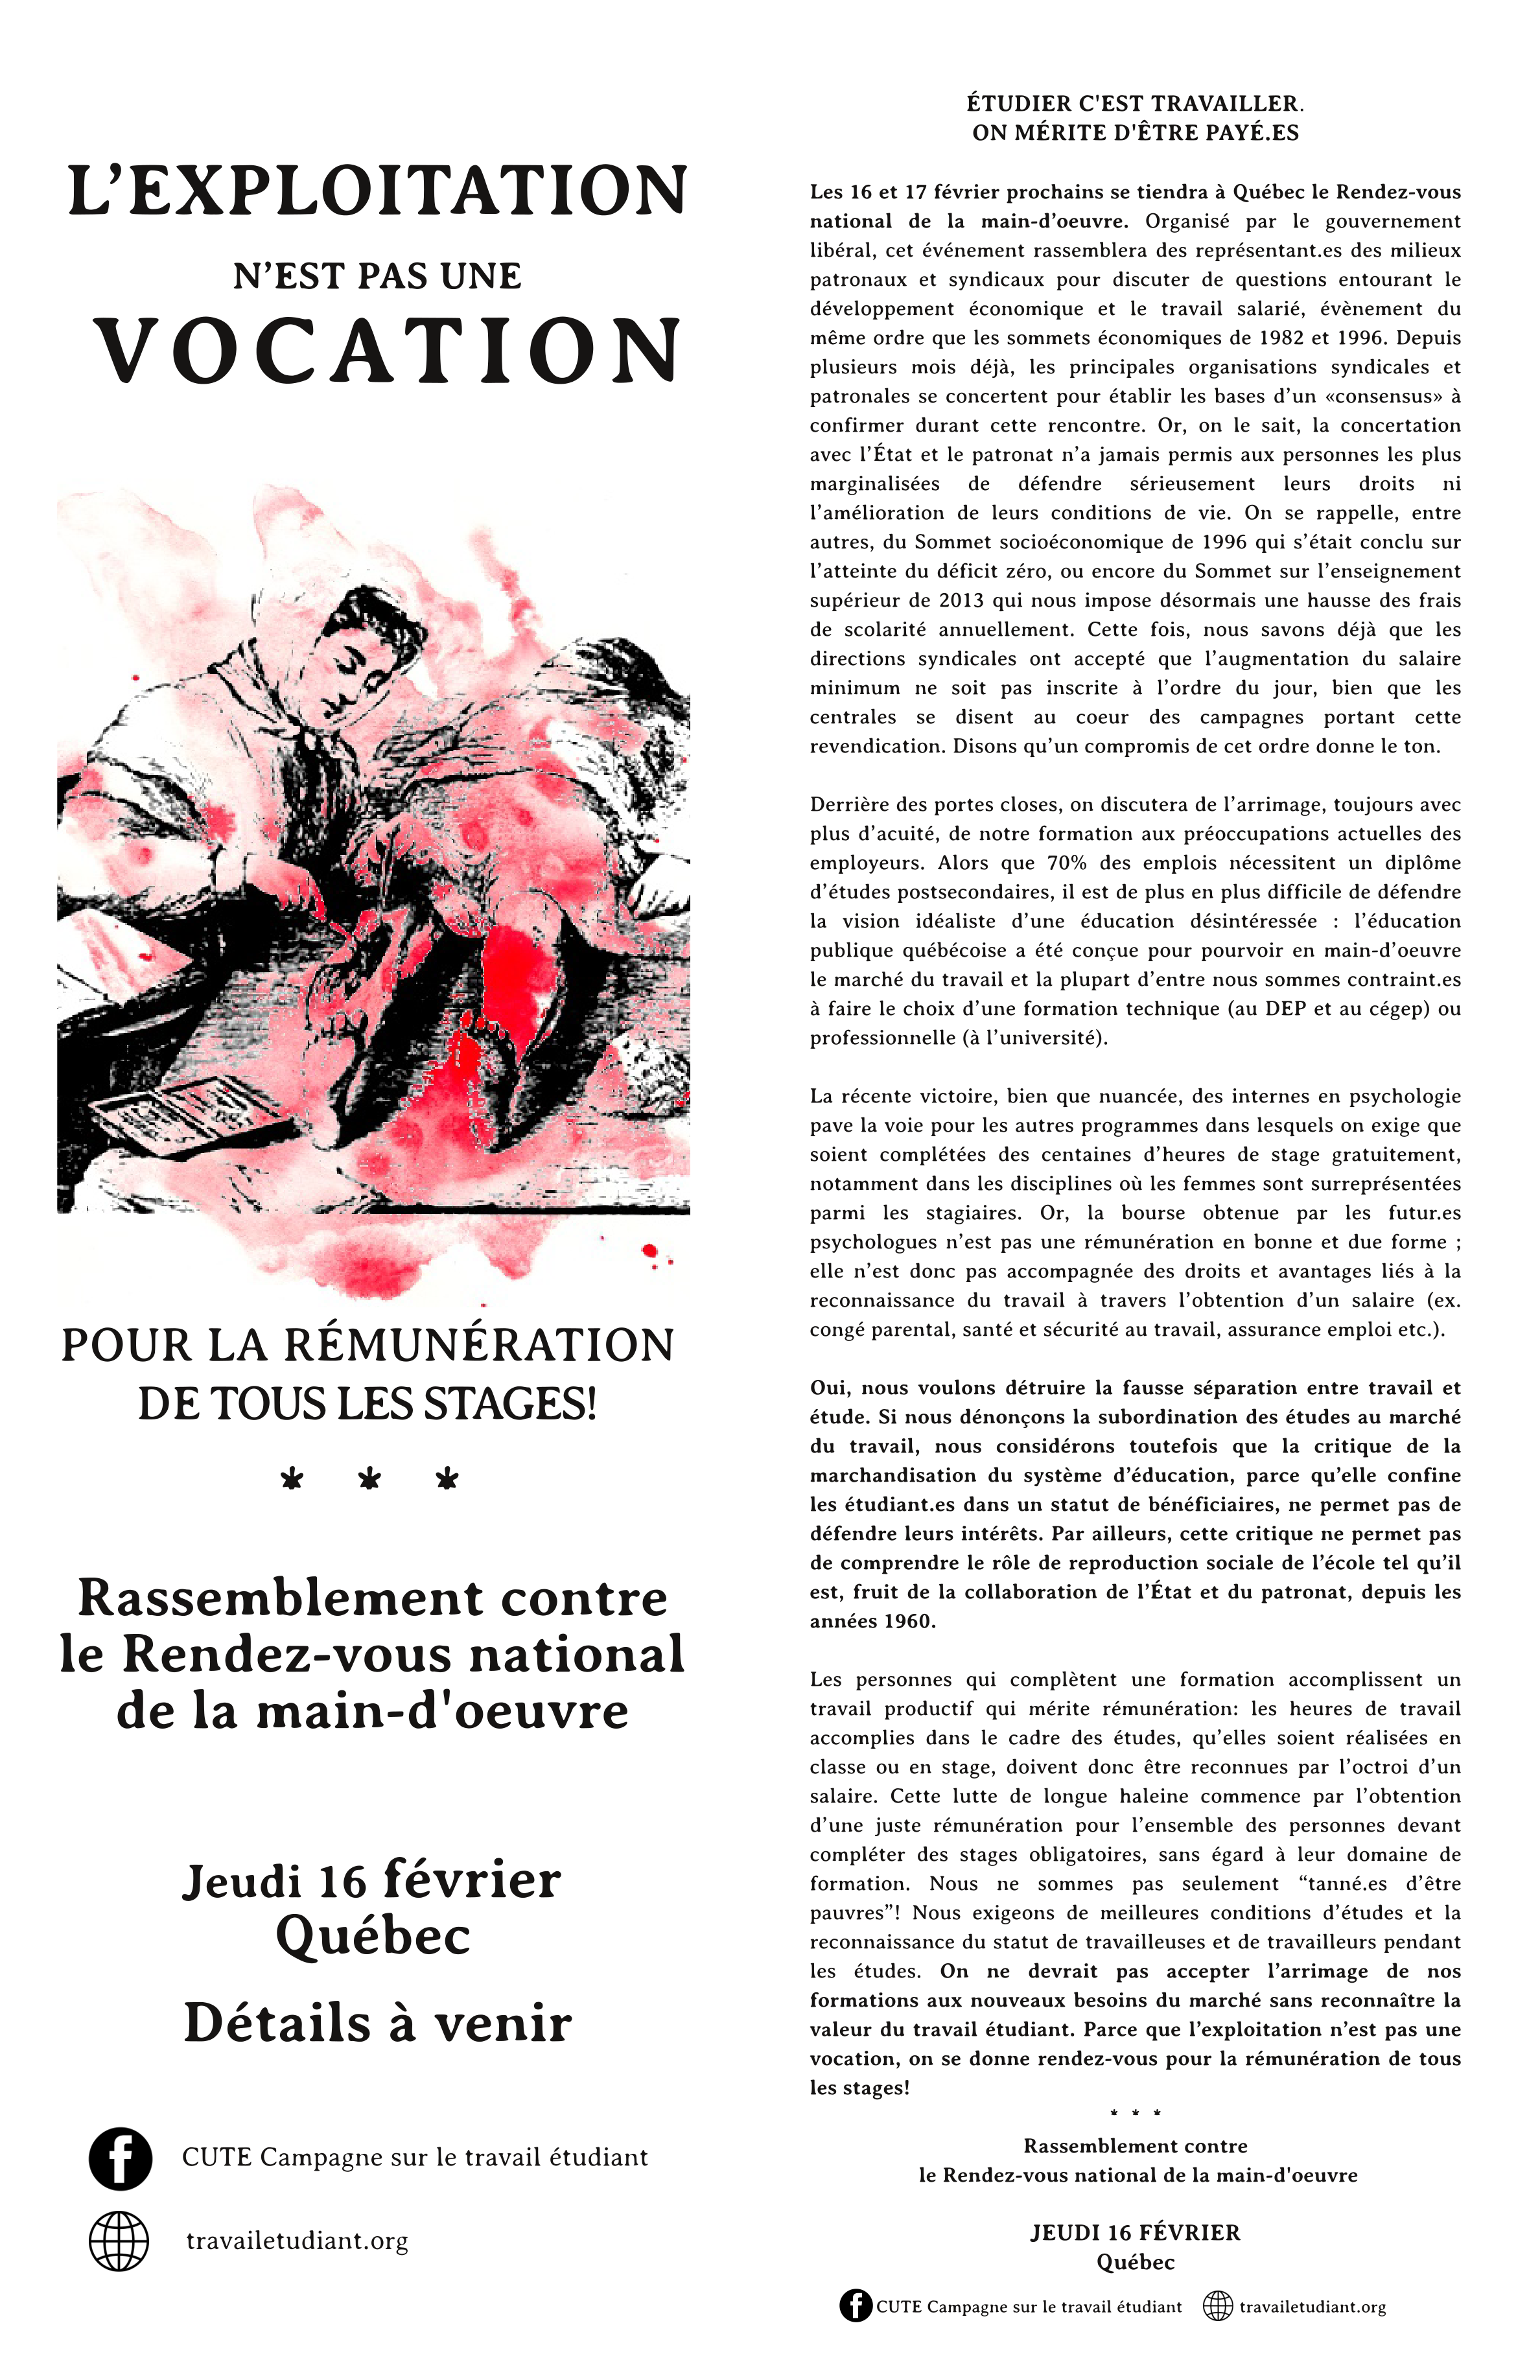 L’EXPLOITATION
N’EST PAS UNE
VOCATION
POUR LA RÉMUNÉRATION
DE TOUS LES STAGES!
* * *
Rassemblement contre
le Rendez-vous national
de la main-d'oeuvre
Jeudi 16 février
Québec
Détails à venir
CUTE Campagne sur le travail étudiant
travailetudiant.org
ÉTUDIER C'EST TRAVAILLER.
ON MÉRITE D'ÊTRE PAYÉ.ES
Les 16 et 17 février prochains se tiendra à Québec le Rendez-vous
national de la main-d’oeuvre. Organisé par le gouvernement
libéral, cet événement rassemblera des représentant.es des milieux
patronaux et syndicaux pour discuter de questions entourant le
développement économique et le travail salarié, évènement du
même ordre que les sommets économiques de 1982 et 1996. Depuis
plusieurs mois déjà, les principales organisations syndicales et
patronales se concertent pour établir les bases d’un «consensus» à
confirmer durant cette rencontre. Or, on le sait, la concertation
avec l’État et le patronat n’a jamais permis aux personnes les plus
marginalisées de défendre sérieusement leurs droits ni
l’amélioration de leurs conditions de vie. On se rappelle, entre
autres, du Sommet socioéconomique de 1996 qui s’était conclu sur
l’atteinte du déficit zéro, ou encore du Sommet sur l’enseignement
supérieur de 2013 qui nous impose désormais une hausse des frais
de scolarité annuellement. Cette fois, nous savons déjà que les
directions syndicales ont accepté que l’augmentation du salaire
minimum ne soit pas inscrite à l’ordre du jour, bien que les
centrales se disent au coeur des campagnes portant cette
revendication. Disons qu’un compromis de cet ordre donne le ton.
Derrière des portes closes, on discutera de l’arrimage, toujours avec
plus d’acuité, de notre formation aux préoccupations actuelles des
employeurs. Alors que 70% des emplois nécessitent un diplôme
d’études postsecondaires, il est de plus en plus difficile de défendre
la vision idéaliste d’une éducation désintéressée : l’éducation
publique québécoise a été conçue pour pourvoir en main-d’oeuvre
le marché du travail et la plupart d’entre nous sommes contraint.es
à faire le choix d’une formation technique (au DEP et au cégep) ou
professionnelle (à l’université).
La récente victoire, bien que nuancée, des internes en psychologie
pave la voie pour les autres programmes dans lesquels on exige que
soient complétées des centaines d’heures de stage gratuitement,
notamment dans les disciplines où les femmes sont surreprésentées
parmi les stagiaires. Or, la bourse obtenue par les futur.es
psychologues n’est pas une rémunération en bonne et due forme ;
elle n’est donc pas accompagnée des droits et avantages liés à la
reconnaissance du travail à travers l’obtention d’un salaire (ex.
congé parental, santé et sécurité au travail, assurance emploi etc.).
Oui, nous voulons détruire la fausse séparation entre travail et
étude. Si nous dénonçons la subordination des études au marché
du travail, nous considérons toutefois que la critique de la
marchandisation du système d’éducation, parce qu’elle confine
les étudiant.es dans un statut de bénéficiaires, ne permet pas de
défendre leurs intérêts. Par ailleurs, cette critique ne permet pas
de comprendre le rôle de reproduction sociale de l’école tel qu’il
est, fruit de la collaboration de l’État et du patronat, depuis les
années 1960.
Les personnes qui complètent une formation accomplissent un
travail productif qui mérite rémunération: les heures de travail
accomplies dans le cadre des études, qu’elles soient réalisées en
classe ou en stage, doivent donc être reconnues par l’octroi d’un
salaire. Cette lutte de longue haleine commence par l’obtention
d’une juste rémunération pour l’ensemble des personnes devant
compléter des stages obligatoires, sans égard à leur domaine de
formation. Nous ne sommes pas seulement “tanné.es d’être
pauvres”! Nous exigeons de meilleures conditions d’études et la
reconnaissance du statut de travailleuses et de travailleurs pendant
les études. On ne devrait pas accepter l’arrimage de nos
formations aux nouveaux besoins du marché sans reconnaître la
valeur du travail étudiant. Parce que l’exploitation n’est pas une
vocation, on se donne rendez-vous pour la rémunération de tous
les stages!
* * *
Rassemblement contre
le Rendez-vous national de la main-d'oeuvre
JEUDI 16 FÉVRIER
Québec
CUTE Campagne sur le travail étudiant travailetudiant.org